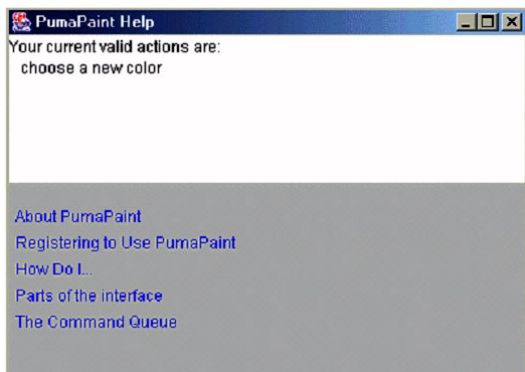 PumaPaint Help
Your current valid actions are:
choose a new color
About PumaPaint
Registering to Use PumaPaint
How Do I...
Parts of the interface
The Command Queue